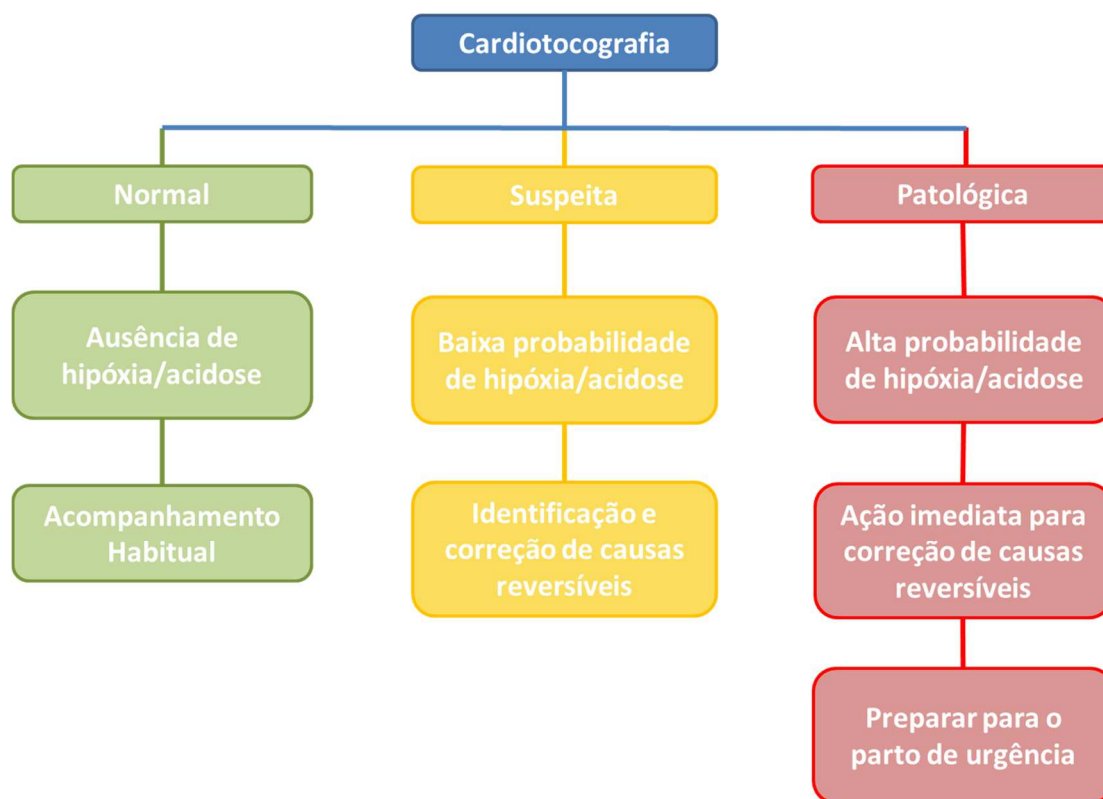 Cardiotocografia
Normal
Suspeita
Patológica
Ausência de
hipóxia/acidose
Baixa probabilidade
de hipóxia/acidose
Alta probabilidade
de hipóxia/acidose
Acompanhamento
Habitual
Identificação e
correção de causas
reversíveis
Ação imediata para
correção de causas
reversíveis
Preparar para o
parto de urgência